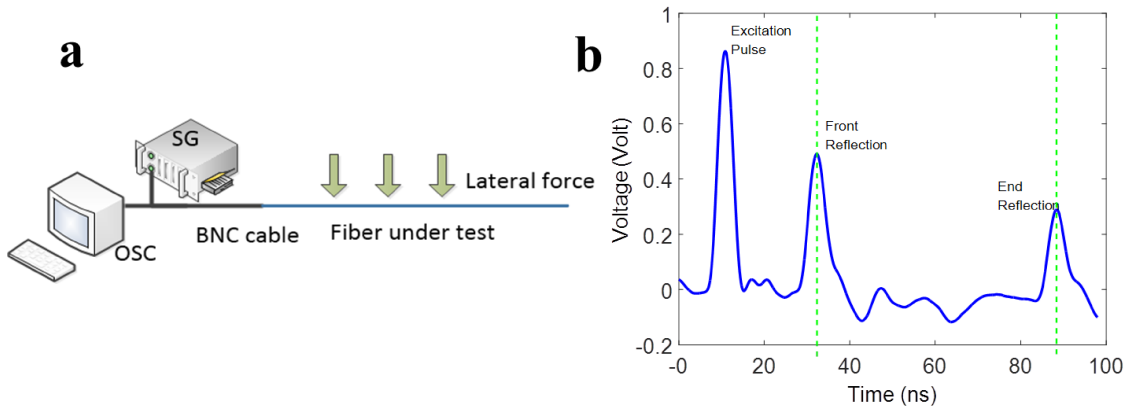 a
SG
OSC
BNC cable
Fiber under test
Lateral force
b
Voltage (Volt)
1
0.8
0.6
0.4
0.2
0
-0.2
Excitation
Pulse
Front
Reflection
End
Reflection
-0
20
40
60
80
100
Time (ns)